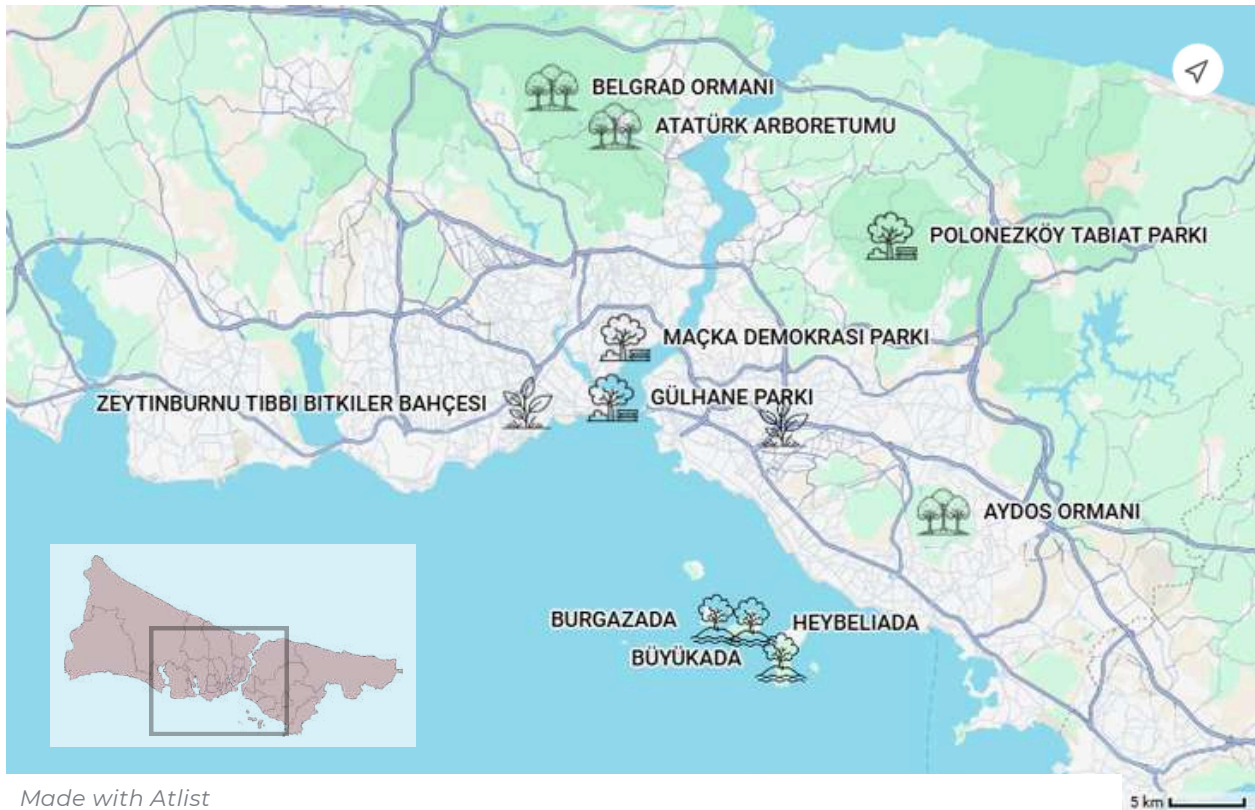 BELGRAD ORMANI
ATATÜRK ARBORETUMU
POLONEZKÖY TABIAT PARKI
MAÇKA DEMOKRASI PARKI
ZEYTINBURNU TIBBI BITKILER BAHÇESI
GÜLHANE PARKI
AYDOS ORMANI
BURGAZADA
HEYBELIADA
BÜYÜKADA
Made with Atlist
5 km